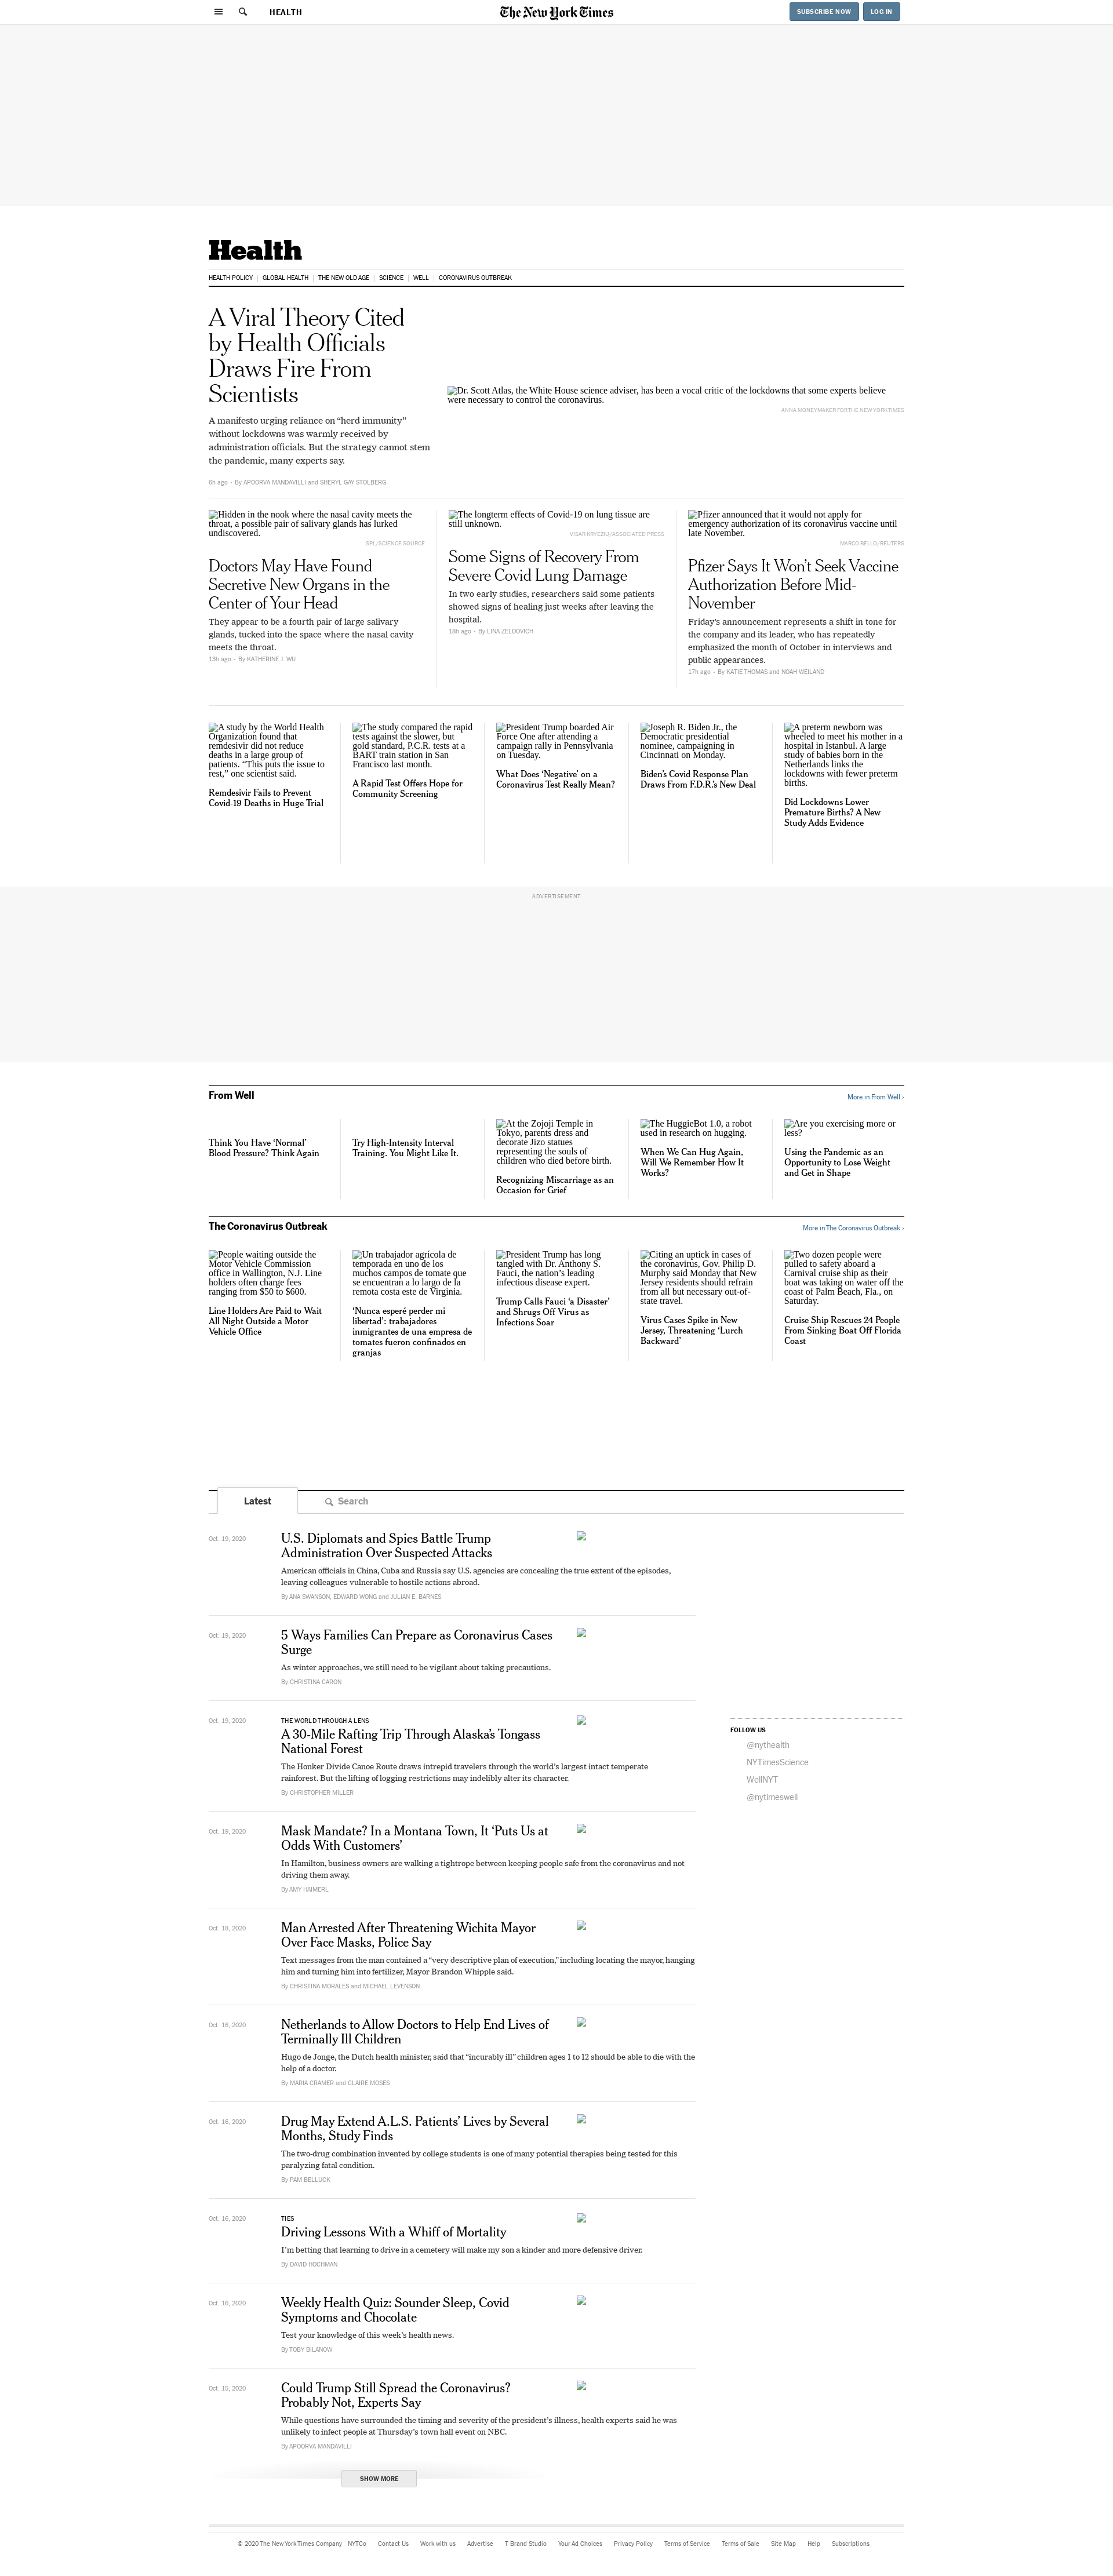 HEALTH
The New York Times
SUBSCRIBE NOW
LOG IN
Health
HEALTH POLICY
GLOBAL HEALTH
THE NEW OLD AGE
SCIENCE
WELL
CORONAVIRUS OUTBREAK
A Viral Theory Cited
by Health Officials
Draws Fire From
Scientists
A manifesto urging reliance on “herd immunity”
without lockdowns was warmly received by
administration officials. But the strategy cannot stem
the pandemic, many experts say.
6h ago • By APOORVA MANDAVILLI and SHERYL GAY STOLBERG
Dr. Scott Atlas, the White House science adviser, has been a vocal critic of the lockdowns that some experts believe
were necessary to control the coronavirus.
ANNA MONEYMAKER FOR THE NEW YORK TIMES
Hidden in the nook where the nasal cavity meets the
throat, a possible pair of salivary glands has lurked
undiscovered.
SPL/SCIENCE SOURCE
Doctors May Have Found
Secretive New Organs in the
Center of Your Head
They appear to be a fourth pair of large salivary
glands, tucked into the space where the nasal cavity
meets the throat.
13h ago • By KATHERINE J. WU
The longterm effects of Covid-19 on lung tissue are
still unknown.
VISAR KRYEZIU/ASSOCIATED PRESS
Some Signs of Recovery From
Severe Covid Lung Damage
In two early studies, researchers said some patients
showed signs of healing just weeks after leaving the
hospital.
18h ago • By LINA ZELDOVICH
Pfizer announced that it would not apply for
emergency authorization of its coronavirus vaccine until
late November.
MARCO BELLO/REUTERS
Pfizer Says It Won’t Seek Vaccine
Authorization Before Mid-
November
Friday’s announcement represents a shift in tone for
the company and its leader, who has repeatedly
emphasized the month of October in interviews and
public appearances.
17h ago • By KATIE THOMAS and NOAH WEILAND
A study by the World Health
Organization found that
remdesivir did not reduce
deaths in a large group of
patients. “This puts the issue to
rest,” one scientist said.
Remdesivir Fails to Prevent
Covid-19 Deaths in Huge Trial
The study compared the rapid
tests against the slower, but
gold standard, P.C.R. tests at a
BART train station in San
Francisco last month.
A Rapid Test Offers Hope for
Community Screening
President Trump boarded Air
Force One after attending a
campaign rally in Pennsylvania
on Tuesday.
What Does ‘Negative’ on a
Coronavirus Test Really Mean?
Joseph R. Biden Jr., the
Democratic presidential
nominee, campaigning in
Cincinnati on Monday.
Biden’s Covid Response Plan
Draws From F.D.R.’s New Deal
A preterm newborn was
wheeled to meet his mother in a
hospital in Istanbul. A large
study of babies born in the
Netherlands links the
lockdowns with fewer preterm
births.
Did Lockdowns Lower
Premature Births? A New
Study Adds Evidence
ADVERTISEMENT
From Well
More in From Well ›
Think You Have ‘Normal’
Blood Pressure? Think Again
Try High-Intensity Interval
Training. You Might Like It.
At the Zojoji Temple in
Tokyo, parents dress and
decorate Jizo statues
representing the souls of
children who died before birth.
Recognizing Miscarriage as an
Occasion for Grief
The HuggieBot 1.0, a robot
used in research on hugging.
When We Can Hug Again,
Will We Remember How It
Works?
Are you exercising more or
less?
Using the Pandemic as an
Opportunity to Lose Weight
and Get in Shape
The Coronavirus Outbreak
More in The Coronavirus Outbreak ›
People waiting outside the
Motor Vehicle Commission
office in Wallington, N.J. Line
holders often charge fees
ranging from $50 to $600.
Line Holders Are Paid to Wait
All Night Outside a Motor
Vehicle Office
Un trabajador agrícola de
temporada en uno de los
muchos campos de tomate que
se encuentran a lo largo de la
remota costa este de Virginia.
‘Nunca esperé perder mi
libertad’: trabajadores
inmigrantes de una empresa de
tomates fueron confinados en
granjas
President Trump has long
tangled with Dr. Anthony S.
Fauci, the nation’s leading
infectious disease expert.
Trump Calls Fauci ‘a Disaster’
and Shrugs Off Virus as
Infections Soar
Citing an uptick in cases of
the coronavirus, Gov. Philip D.
Murphy said Monday that New
Jersey residents should refrain
from all but necessary out-of-
state travel.
Virus Cases Spike in New
Jersey, Threatening ‘Lurch
Backward’
Two dozen people were
pulled to safety aboard a
Carnival cruise ship as their
boat was taking on water off the
coast of Palm Beach, Fla., on
Saturday.
Cruise Ship Rescues 24 People
From Sinking Boat Off Florida
Coast
Latest
Search
Oct. 19, 2020
U.S. Diplomats and Spies Battle Trump
Administration Over Suspected Attacks
American officials in China, Cuba and Russia say U.S. agencies are concealing the true extent of the episodes,
leaving colleagues vulnerable to hostile actions abroad.
By ANA SWANSON, EDWARD WONG and JULIAN E. BARNES
Oct. 19, 2020
5 Ways Families Can Prepare as Coronavirus Cases
Surge
As winter approaches, we still need to be vigilant about taking precautions.
By CHRISTINA CARON
Oct. 19, 2020
THE WORLD THROUGH A LENS
A 30-Mile Rafting Trip Through Alaska’s Tongass
National Forest
The Honker Divide Canoe Route draws intrepid travelers through the world’s largest intact temperate
rainforest. But the lifting of logging restrictions may indelibly alter its character.
By CHRISTOPHER MILLER
FOLLOW US
@nythealth
NYTimesScience
WellNYT
@nytimeswell
Oct. 19, 2020
Mask Mandate? In a Montana Town, It ‘Puts Us at
Odds With Customers’
In Hamilton, business owners are walking a tightrope between keeping people safe from the coronavirus and not
driving them away.
By AMY HAIMERL
Oct. 18, 2020
Man Arrested After Threatening Wichita Mayor
Over Face Masks, Police Say
Text messages from the man contained a “very descriptive plan of execution,” including locating the mayor, hanging
him and turning him into fertilizer, Mayor Brandon Whipple said.
By CHRISTINA MORALES and MICHAEL LEVENSON
Oct. 16, 2020
Netherlands to Allow Doctors to Help End Lives of
Terminally Ill Children
Hugo de Jonge, the Dutch health minister, said that “incurably ill” children ages 1 to 12 should be able to die with the
help of a doctor.
By MARIA CRAMER and CLAIRE MOSES
Oct. 16, 2020
Drug May Extend A.L.S. Patients’ Lives by Several
Months, Study Finds
The two-drug combination invented by college students is one of many potential therapies being tested for this
paralyzing fatal condition.
By PAM BELLUCK
Oct. 16, 2020
TIES
Driving Lessons With a Whiff of Mortality
I’m betting that learning to drive in a cemetery will make my son a kinder and more defensive driver.
By DAVID HOCHMAN
Oct. 16, 2020
Weekly Health Quiz: Sounder Sleep, Covid
Symptoms and Chocolate
Test your knowledge of this week’s health news.
By TOBY BILANOW
Oct. 15, 2020
Could Trump Still Spread the Coronavirus?
Probably Not, Experts Say
While questions have surrounded the timing and severity of the president’s illness, health experts said he was
unlikely to infect people at Thursday’s town hall event on NBC.
By APOORVA MANDAVILLI
SHOW MORE
© 2020 The New York Times Company NYTCo Contact Us Work with us Advertise T Brand Studio Your Ad Choices Privacy Policy Terms of Service Terms of Sale Site Map Help Subscriptions